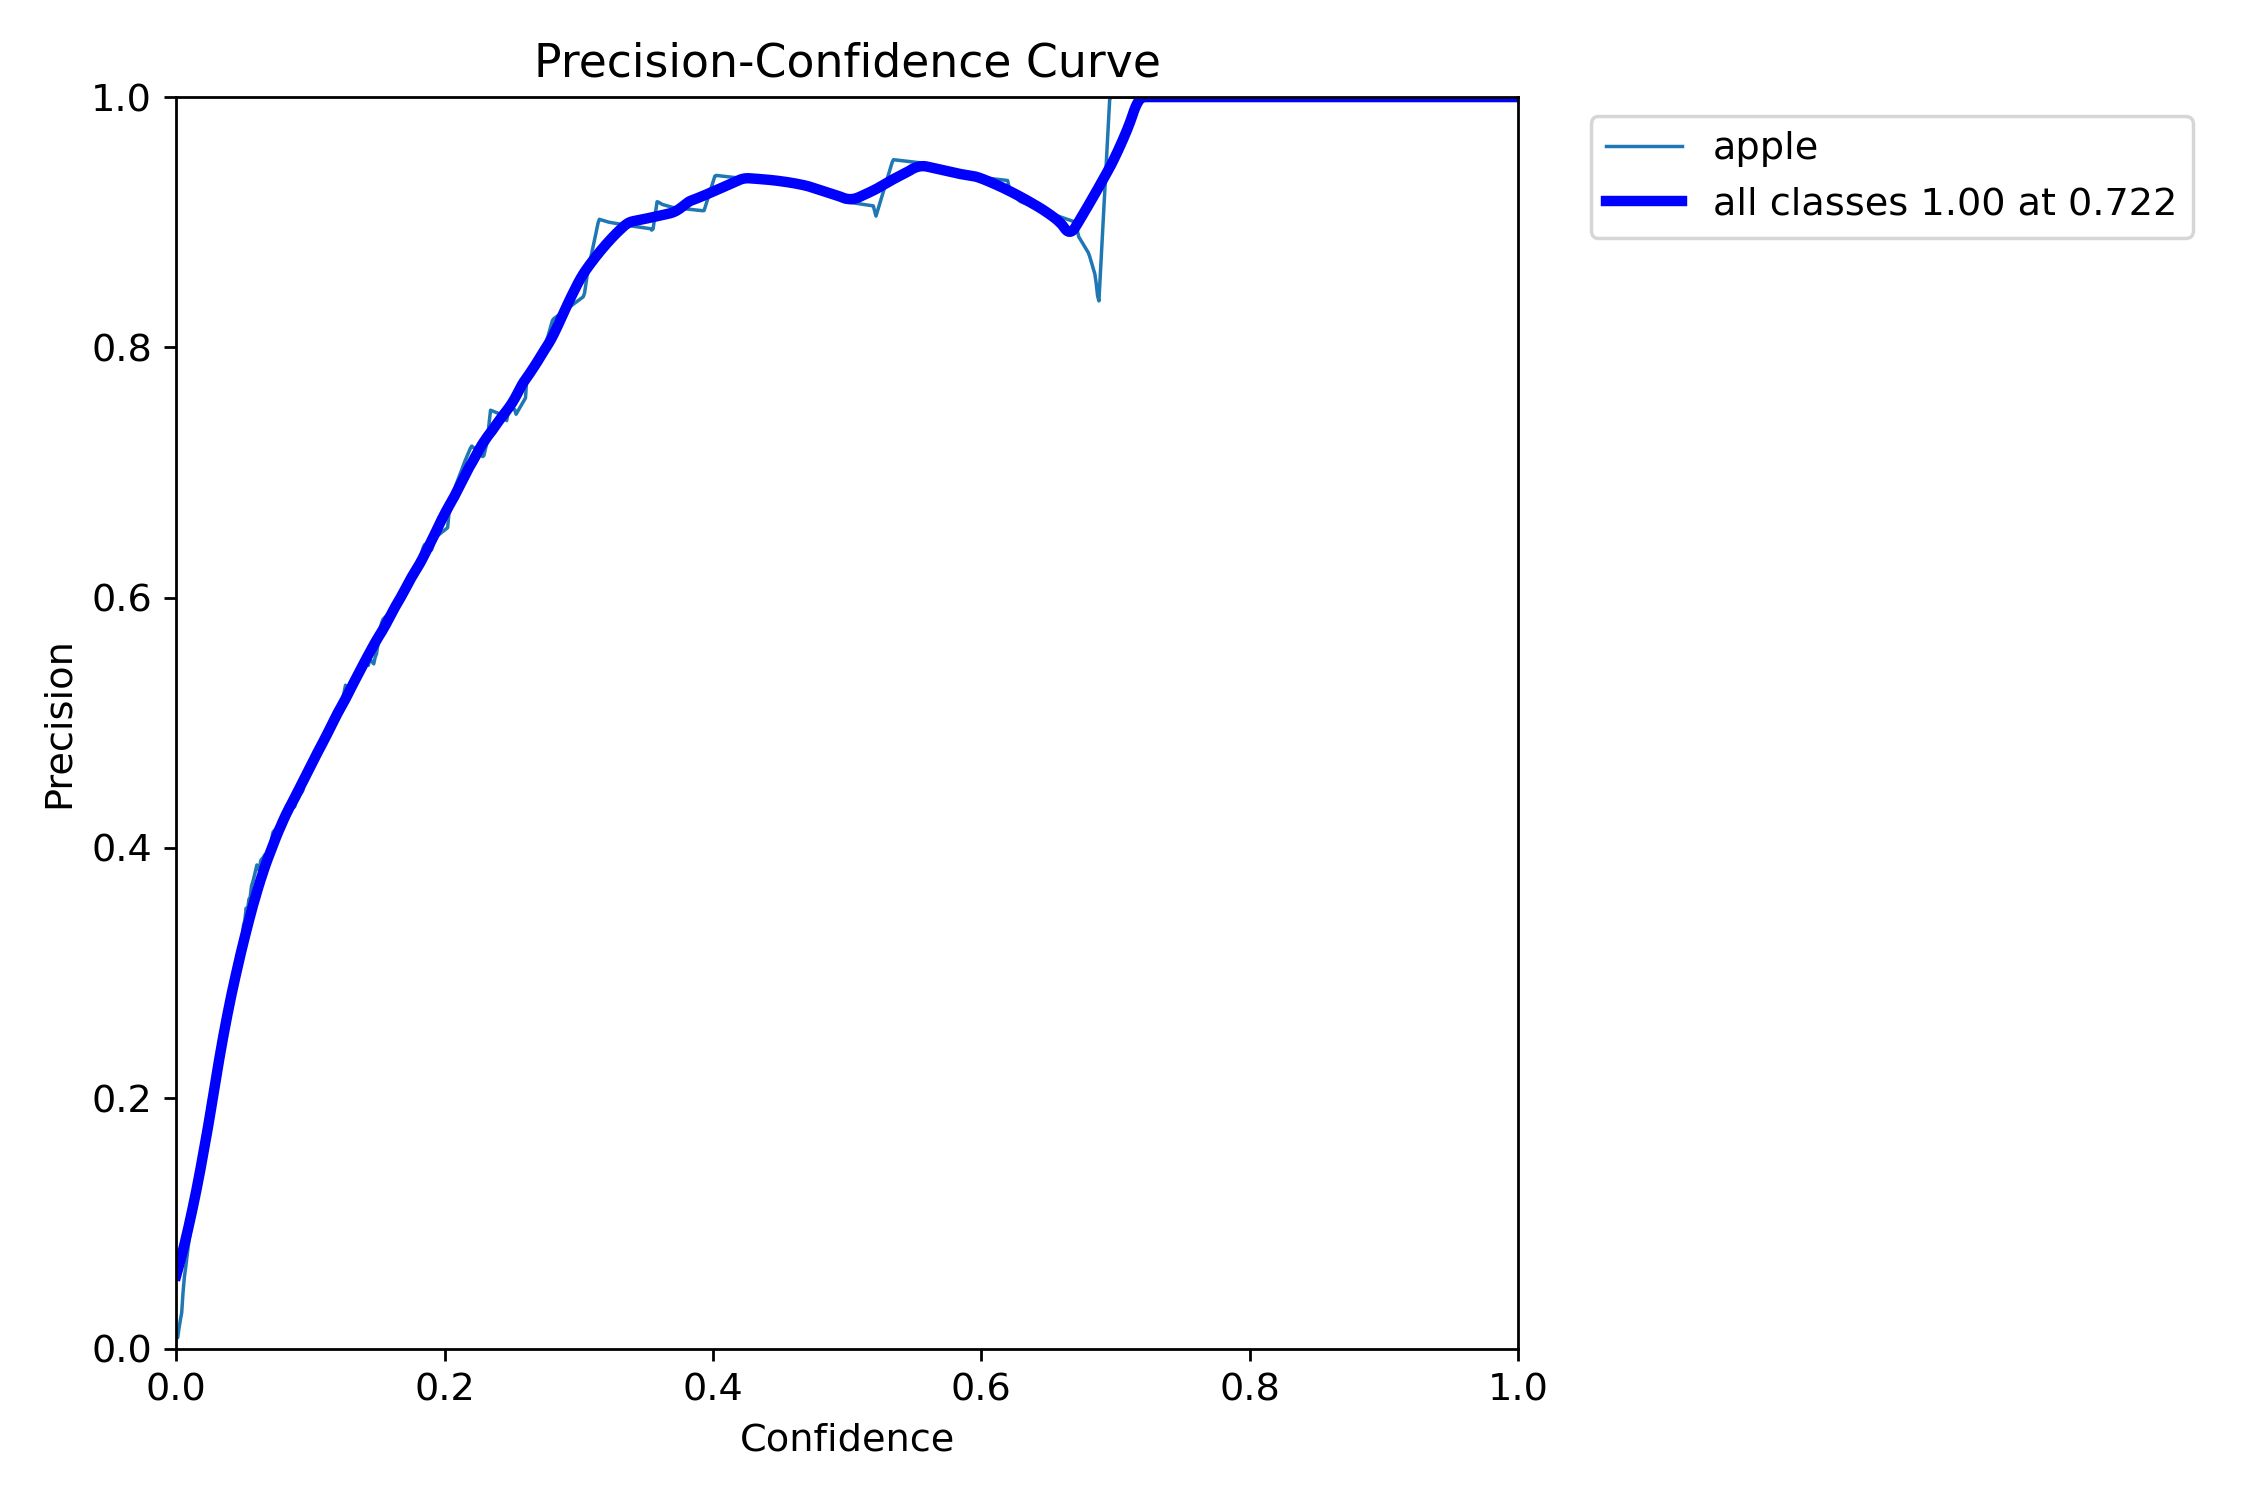 Precision-Confidence Curve
apple
all classes 1.00 at 0.722
Precision
1.0
0.8
0.6
0.4
0.2
0.0
0.0 0.2 0.4 0.6 0.8 1.0
Confidence